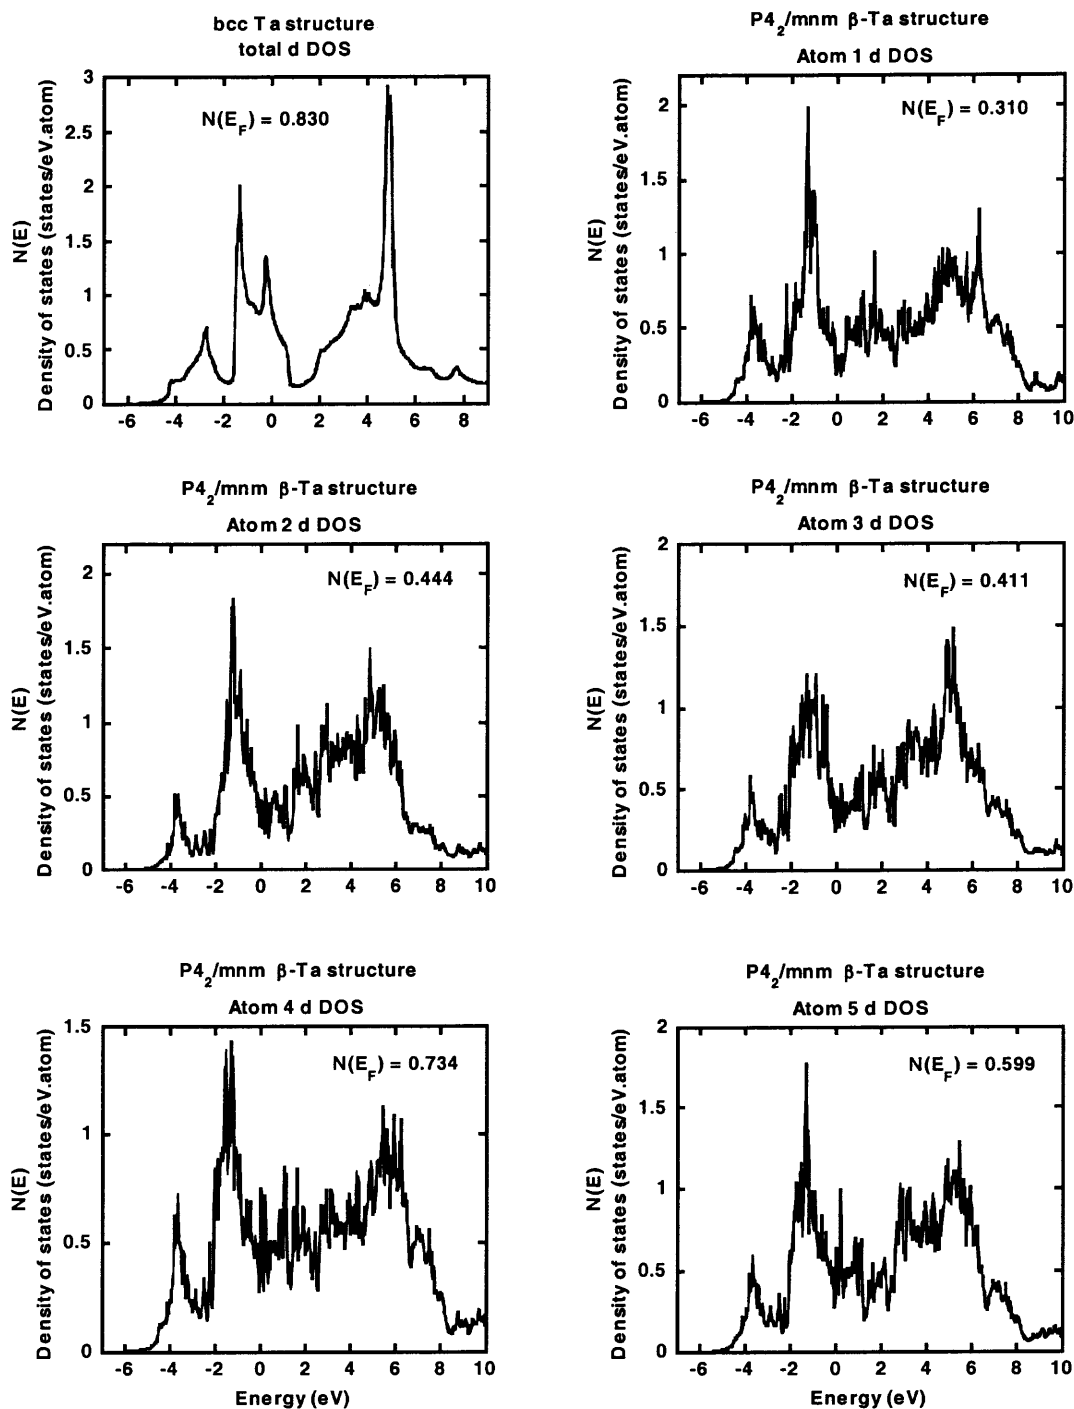 bcc Ta structure
total d DOS
N(E_F) = 0.830
3
2.5
2
1.5
1
0.5
0
-6 -4 -2 0 2 4 6 8
N(E)
Density of states (states/eV.atom)
P4_2/mnm β-Ta structure
Atom 1 d DOS
N(E_F) = 0.310
2
1.5
1
0.5
0
-6 -4 -2 0 2 4 6 8 10
N(E)
Density of states (states/eV.atom)
P4_2/mnm β-Ta structure
Atom 2 d DOS
N(E_F) = 0.444
2
1.5
1
0.5
0
-6 -4 -2 0 2 4 6 8 10
N(E)
Density of states (states/eV.atom)
P4_2/mnm β-Ta structure
Atom 3 d DOS
N(E_F) = 0.411
2
1.5
1
0.5
0
-6 -4 -2 0 2 4 6 8 10
N(E)
Density of states (states/eV.atom)
P4_2/mnm β-Ta structure
Atom 4 d DOS
N(E_F) = 0.734
1.5
1
0.5
0
-6 -4 -2 0 2 4 6 8 10
Energy (eV)
N(E)
Density of states (states/eV.atom)
P4_2/mnm β-Ta structure
Atom 5 d DOS
N(E_F) = 0.599
2
1.5
1
0.5
0
-6 -4 -2 0 2 4 6 8 10
Energy (eV)
N(E)
Density of states (states/eV.atom)